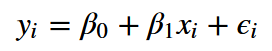 yᵢ = β₀ + β₁xᵢ + ϵᵢ